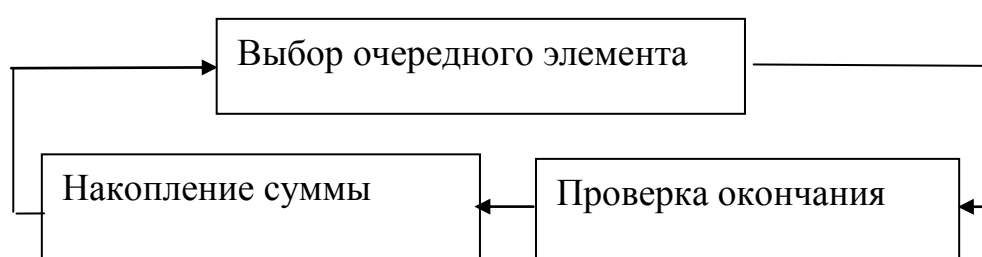 Выбор очередного элемента
Накопление суммы
Проверка окончания